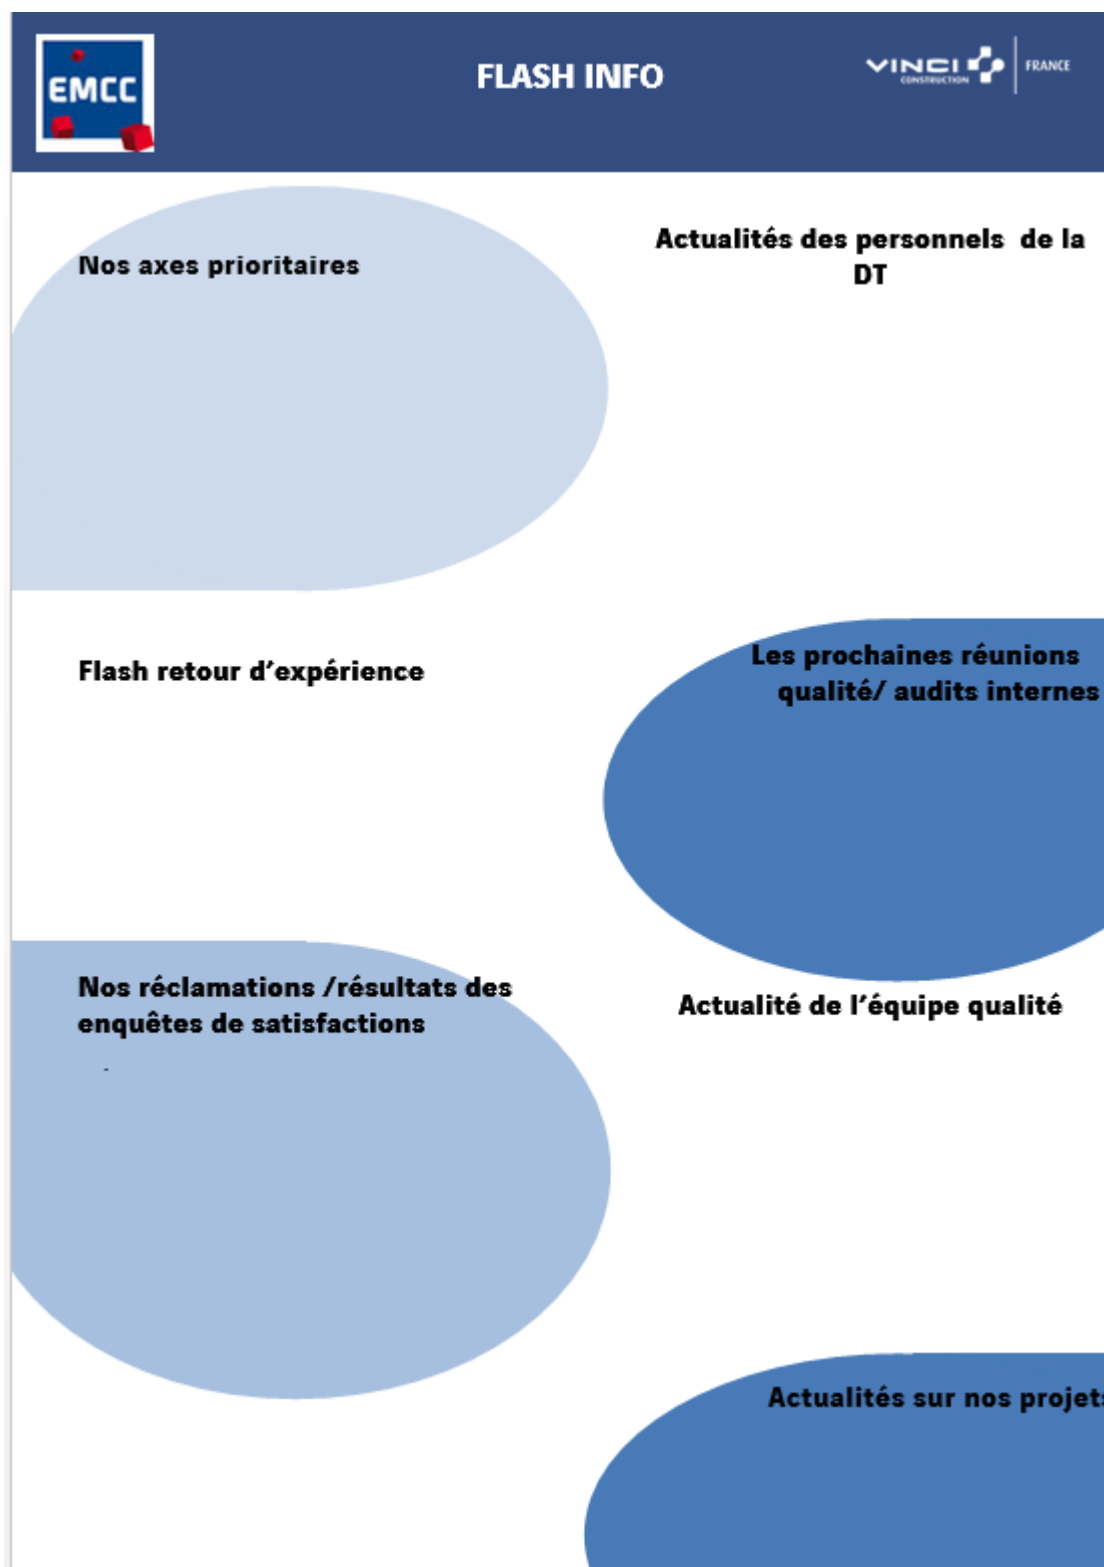 EMCC
FLASH INFO
VINCI
CONSTRUCTION
FRANCE
Nos axes prioritaires
Actualités des personnels de la
DT
Flash retour d’expérience
Les prochaines réunions
qualité/ audits internes
Nos réclamations /résultats des
enquêtes de satisfactions
-
Actualité de l’équipe qualité
Actualités sur nos projets